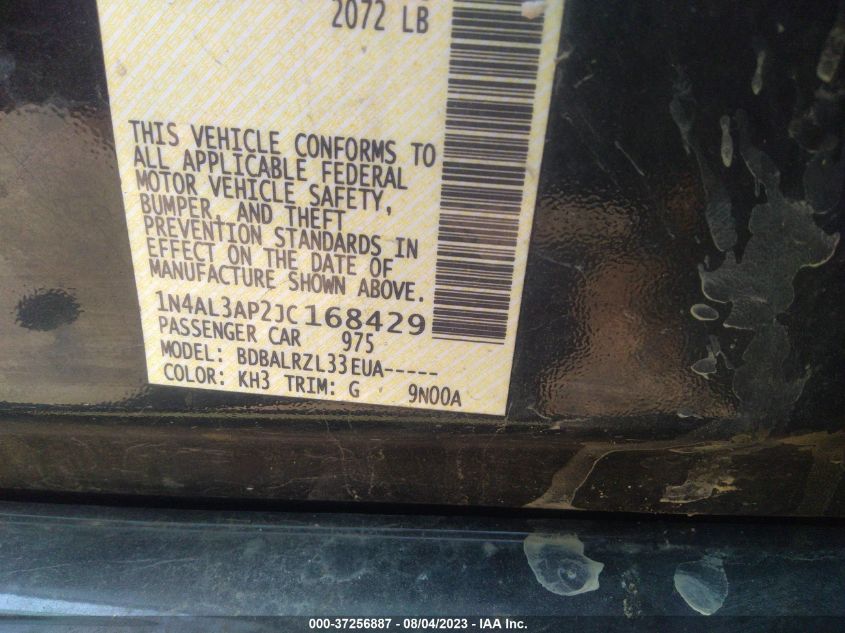 2072 LB
THIS VEHICLE CONFORMS TO
ALL APPLICABLE FEDERAL
MOTOR VEHICLE SAFETY,
BUMPER, AND THEFT
PREVENTION STANDARDS IN
EFFECT ON THE DATE OF
MANUFACTURE SHOWN ABOVE.
1N4AL3AP2JC168429
PASSENGER CAR 975
MODEL: BDBALRZL33EUA-----
COLOR: KH3 TRIM: G 9N00A
000-37256887 - 08/04/2023 - IAA Inc.